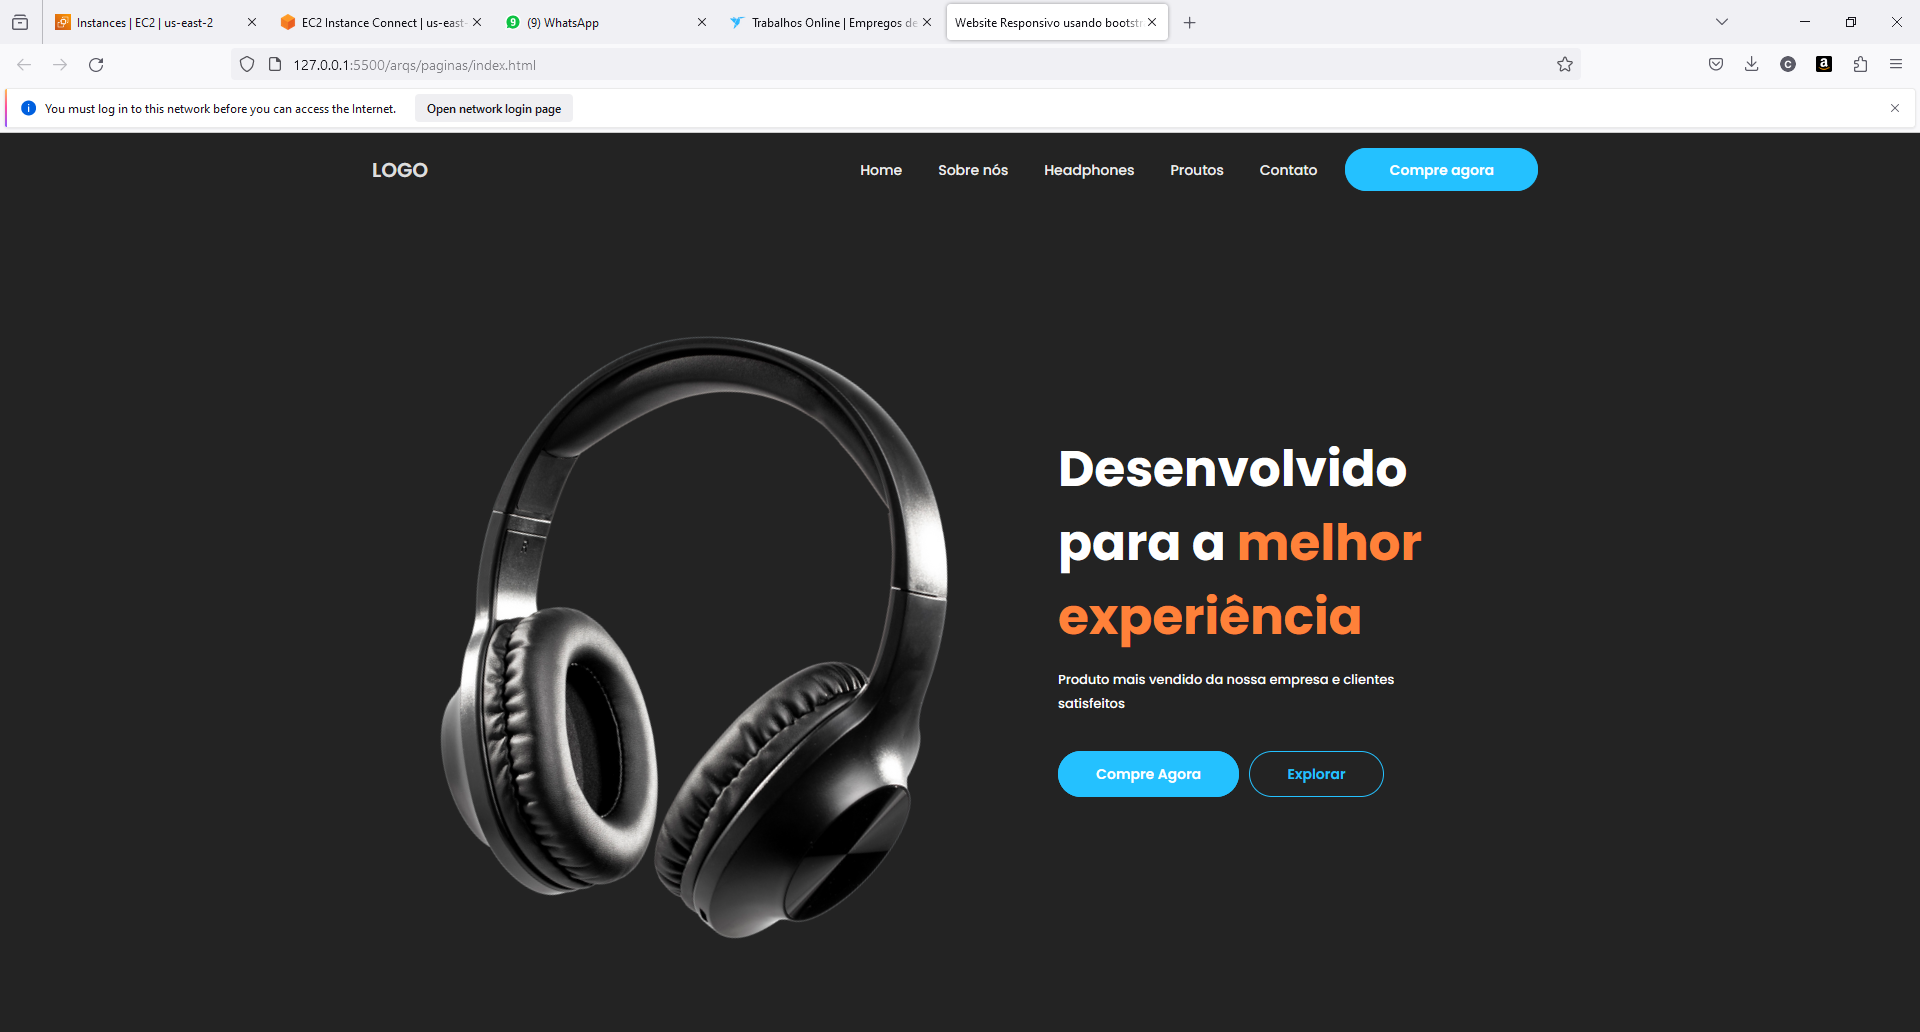 Instances | EC2 | us-east-2
EC2 Instance Connect | us-east-
(9) WhatsApp
Trabalhos Online | Empregos de
Website Responsivo usando bootstr
127.0.0.1:5500/arqs/paginas/index.html
You must log in to this network before you can access the Internet.
Open network login page
LOGO
Home
Sobre nós
Headphones
Proutos
Contato
Compre agora
Desenvolvido
para a melhor
experiência
Produto mais vendido da nossa empresa e clientes
satisfeitos
Compre Agora
Explorar